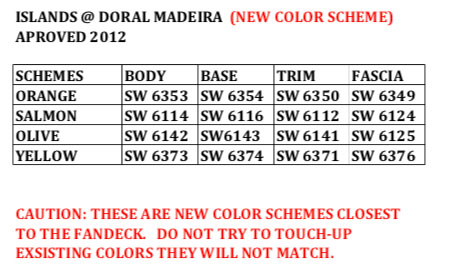 ISLANDS @ DORAL MADEIRA (NEW COLOR SCHEME)
APROVED 2012
SCHEMES BODY BASE TRIM FASCIA
ORANGE SW 6353 SW 6354 SW 6350 SW 6349
SALMON SW 6114 SW 6116 SW 6112 SW 6124
OLIVE SW 6142 SW6143 SW 6141 SW 6125
YELLOW SW 6373 SW 6374 SW 6371 SW 6376
CAUTION: THESE ARE NEW COLOR SCHEMES CLOSEST
TO THE FANDECK. DO NOT TRY TO TOUCH-UP
EXSISTING COLORS THEY WILL NOT MATCH.